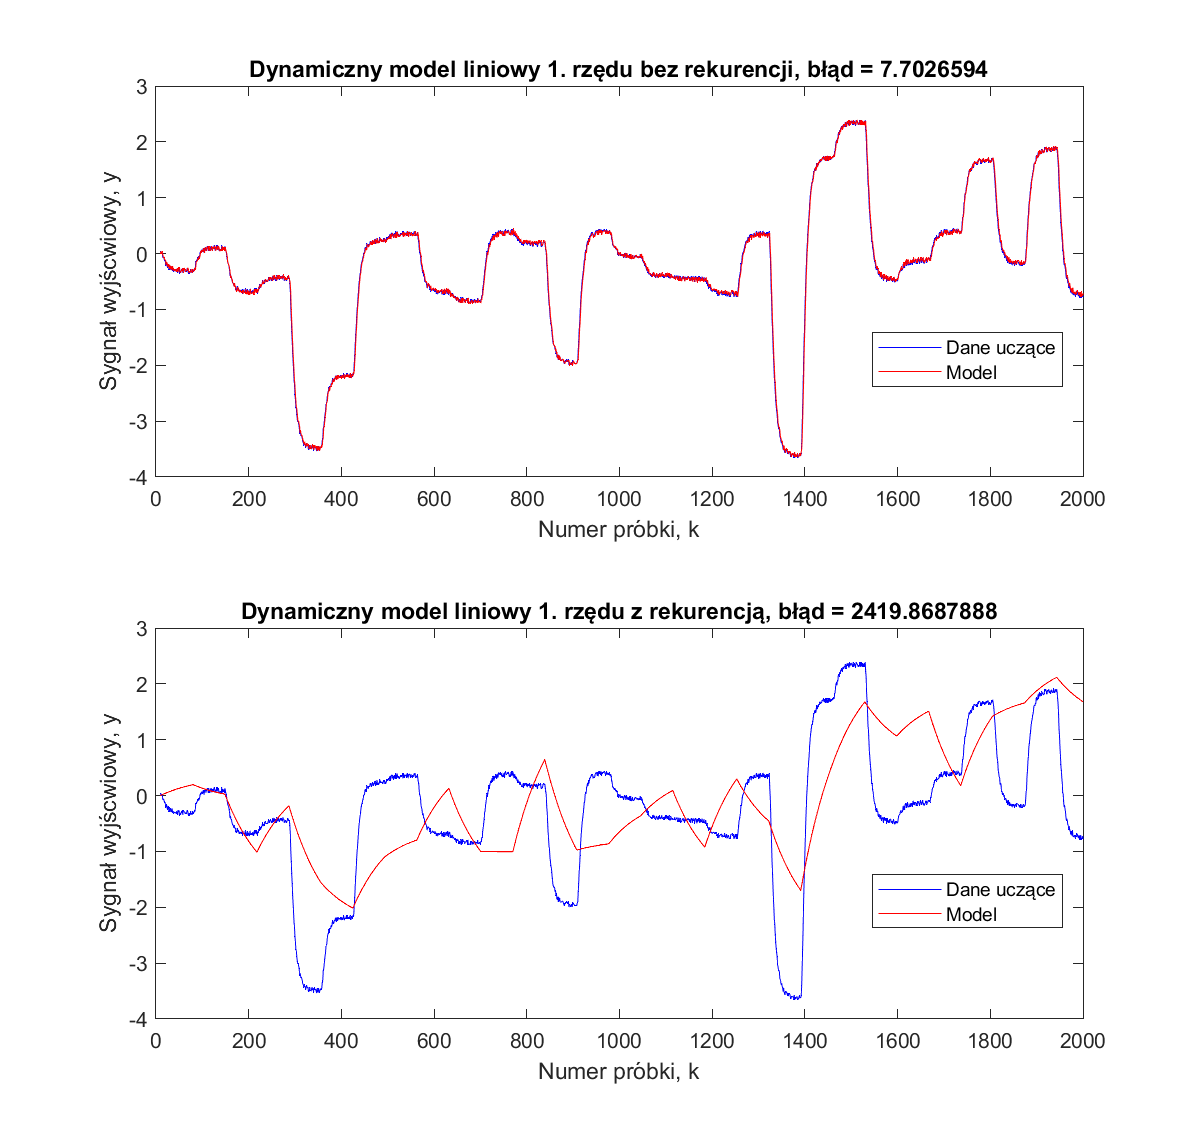 Dynamiczny model liniowy 1. rzędu bez rekurencji, błąd = 7.7026594
3
2
1
0
-1
-2
-3
-4
Sygnał wyjścwiowy, y
Dane uczące
Model
0 200 400 600 800 1000 1200 1400 1600 1800 2000
Numer próbki, k
Dynamiczny model liniowy 1. rzędu z rekurencją, błąd = 2419.8687888
3
2
1
0
-1
-2
-3
-4
Sygnał wyjścwiowy, y
Dane uczące
Model
0 200 400 600 800 1000 1200 1400 1600 1800 2000
Numer próbki, k